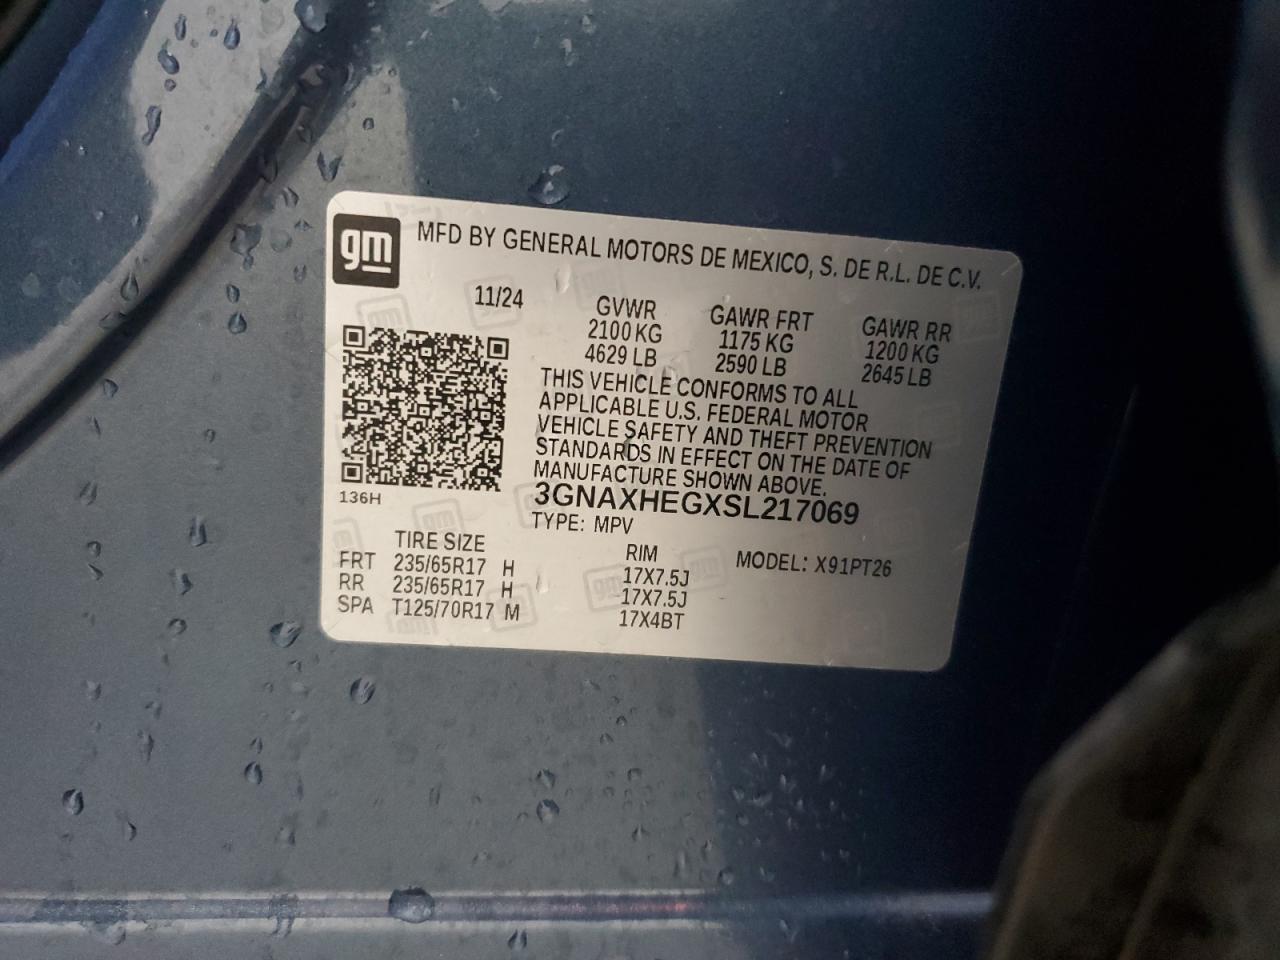 gm
MFD BY GENERAL MOTORS DE MEXICO, S. DE R.L. DE C.V.
11/24
GVWR GAWR FRT GAWR RR
2100 KG 1175 KG 1200 KG
4629 LB 2590 LB 2645 LB
THIS VEHICLE CONFORMS TO ALL
APPLICABLE U.S. FEDERAL MOTOR
VEHICLE SAFETY AND THEFT PREVENTION
STANDARDS IN EFFECT ON THE DATE OF
MANUFACTURE SHOWN ABOVE.
136H
3GNAXHEGXSL217069
TYPE: MPV
TIRE SIZE RIM MODEL: X91PT26
FRT 235/65R17 H 17X7.5J
RR 235/65R17 H 17X7.5J
SPA T125/70R17 M 17X4BT